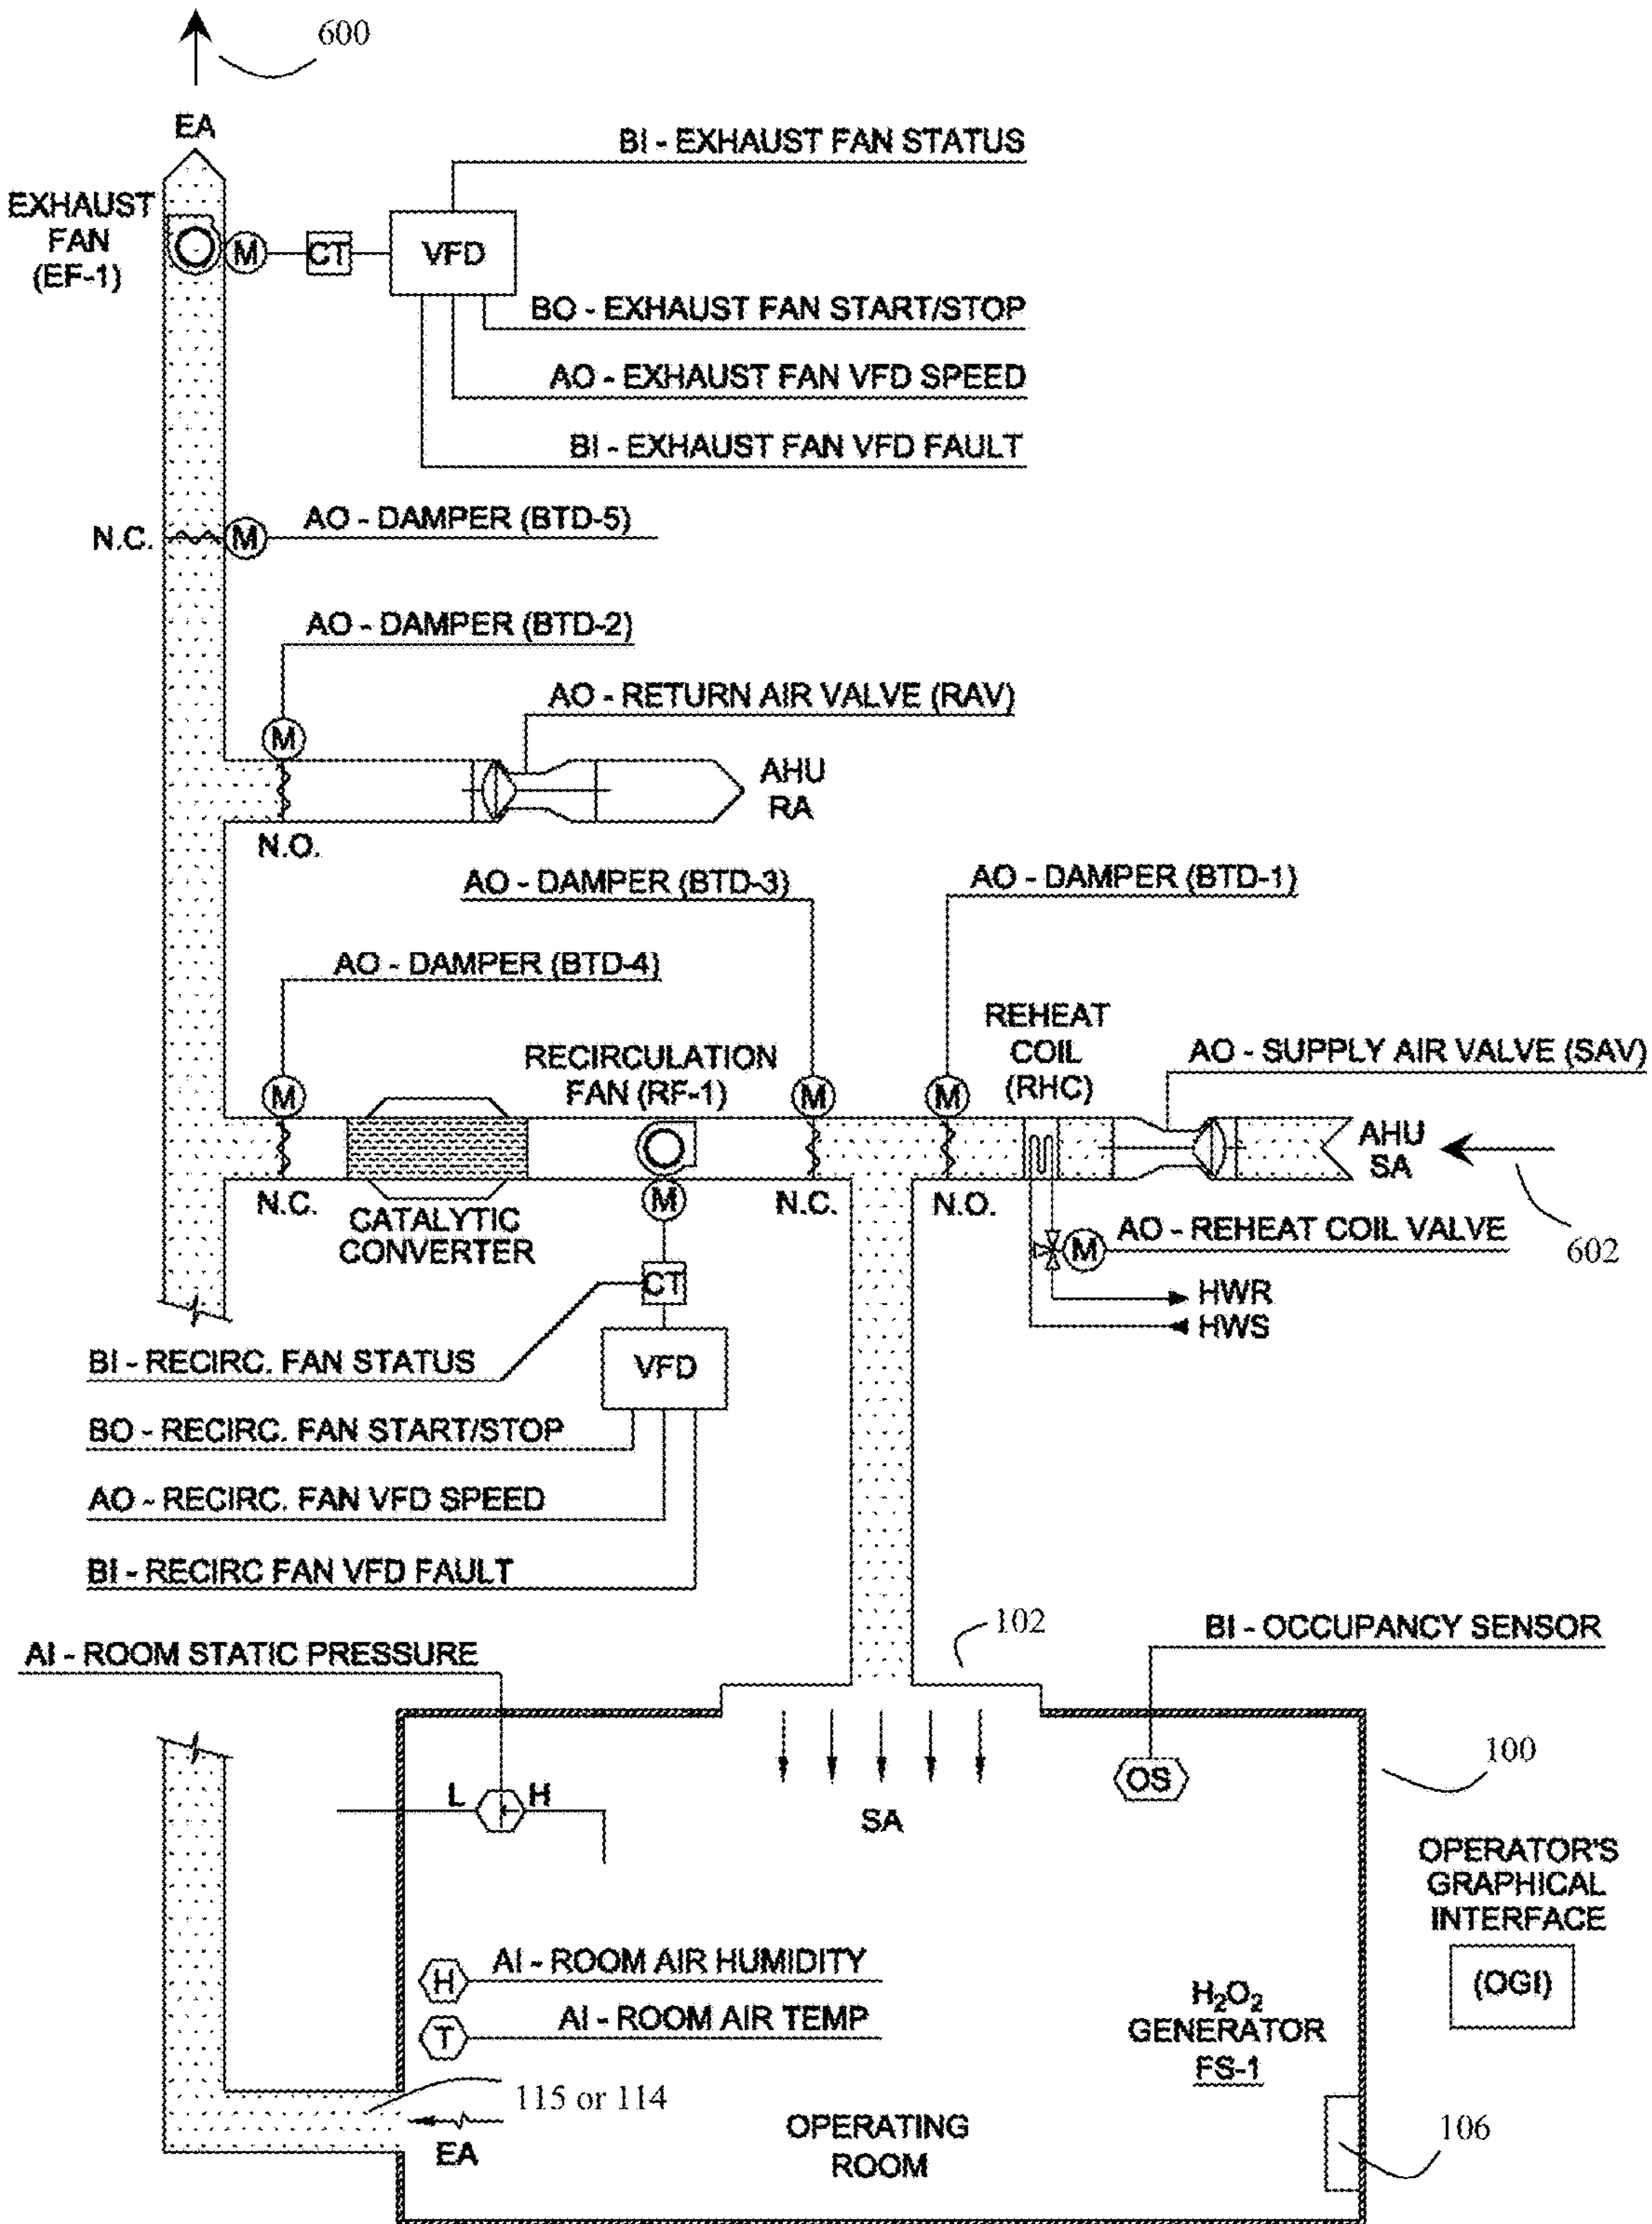 600
EA
BI - EXHAUST FAN STATUS
EXHAUST
FAN
(EF-1)
M
CT
VFD
BO - EXHAUST FAN START/STOP
AO - EXHAUST FAN VFD SPEED
BI - EXHAUST FAN VFD FAULT
N.C.
M
AO - DAMPER (BTD-5)
AO - DAMPER (BTD-2)
AO - RETURN AIR VALVE (RAV)
M
AHU
RA
N.O.
AO - DAMPER (BTD-3)
AO - DAMPER (BTD-1)
AO - DAMPER (BTD-4)
REHEAT
COIL
(RHC)
RECIRCULATION
FAN (RF-1)
AO - SUPPLY AIR VALVE (SAV)
M
M
M
AHU
SA
N.C.
M
N.C.
N.O.
CATALYTIC
CONVERTER
AO - REHEAT COIL VALVE
M
602
CT
HWR
HWS
BI - RECIRC. FAN STATUS
VFD
BO - RECIRC. FAN START/STOP
AO - RECIRC. FAN VFD SPEED
BI - RECIRC FAN VFD FAULT
102
BI - OCCUPANCY SENSOR
AI - ROOM STATIC PRESSURE
100
OS
L
H
SA
OPERATOR'S
GRAPHICAL
INTERFACE
(OGI)
H
AI - ROOM AIR HUMIDITY
T
AI - ROOM AIR TEMP
H₂O₂
GENERATOR
FS-1
115 or 114
EA
OPERATING
ROOM
106